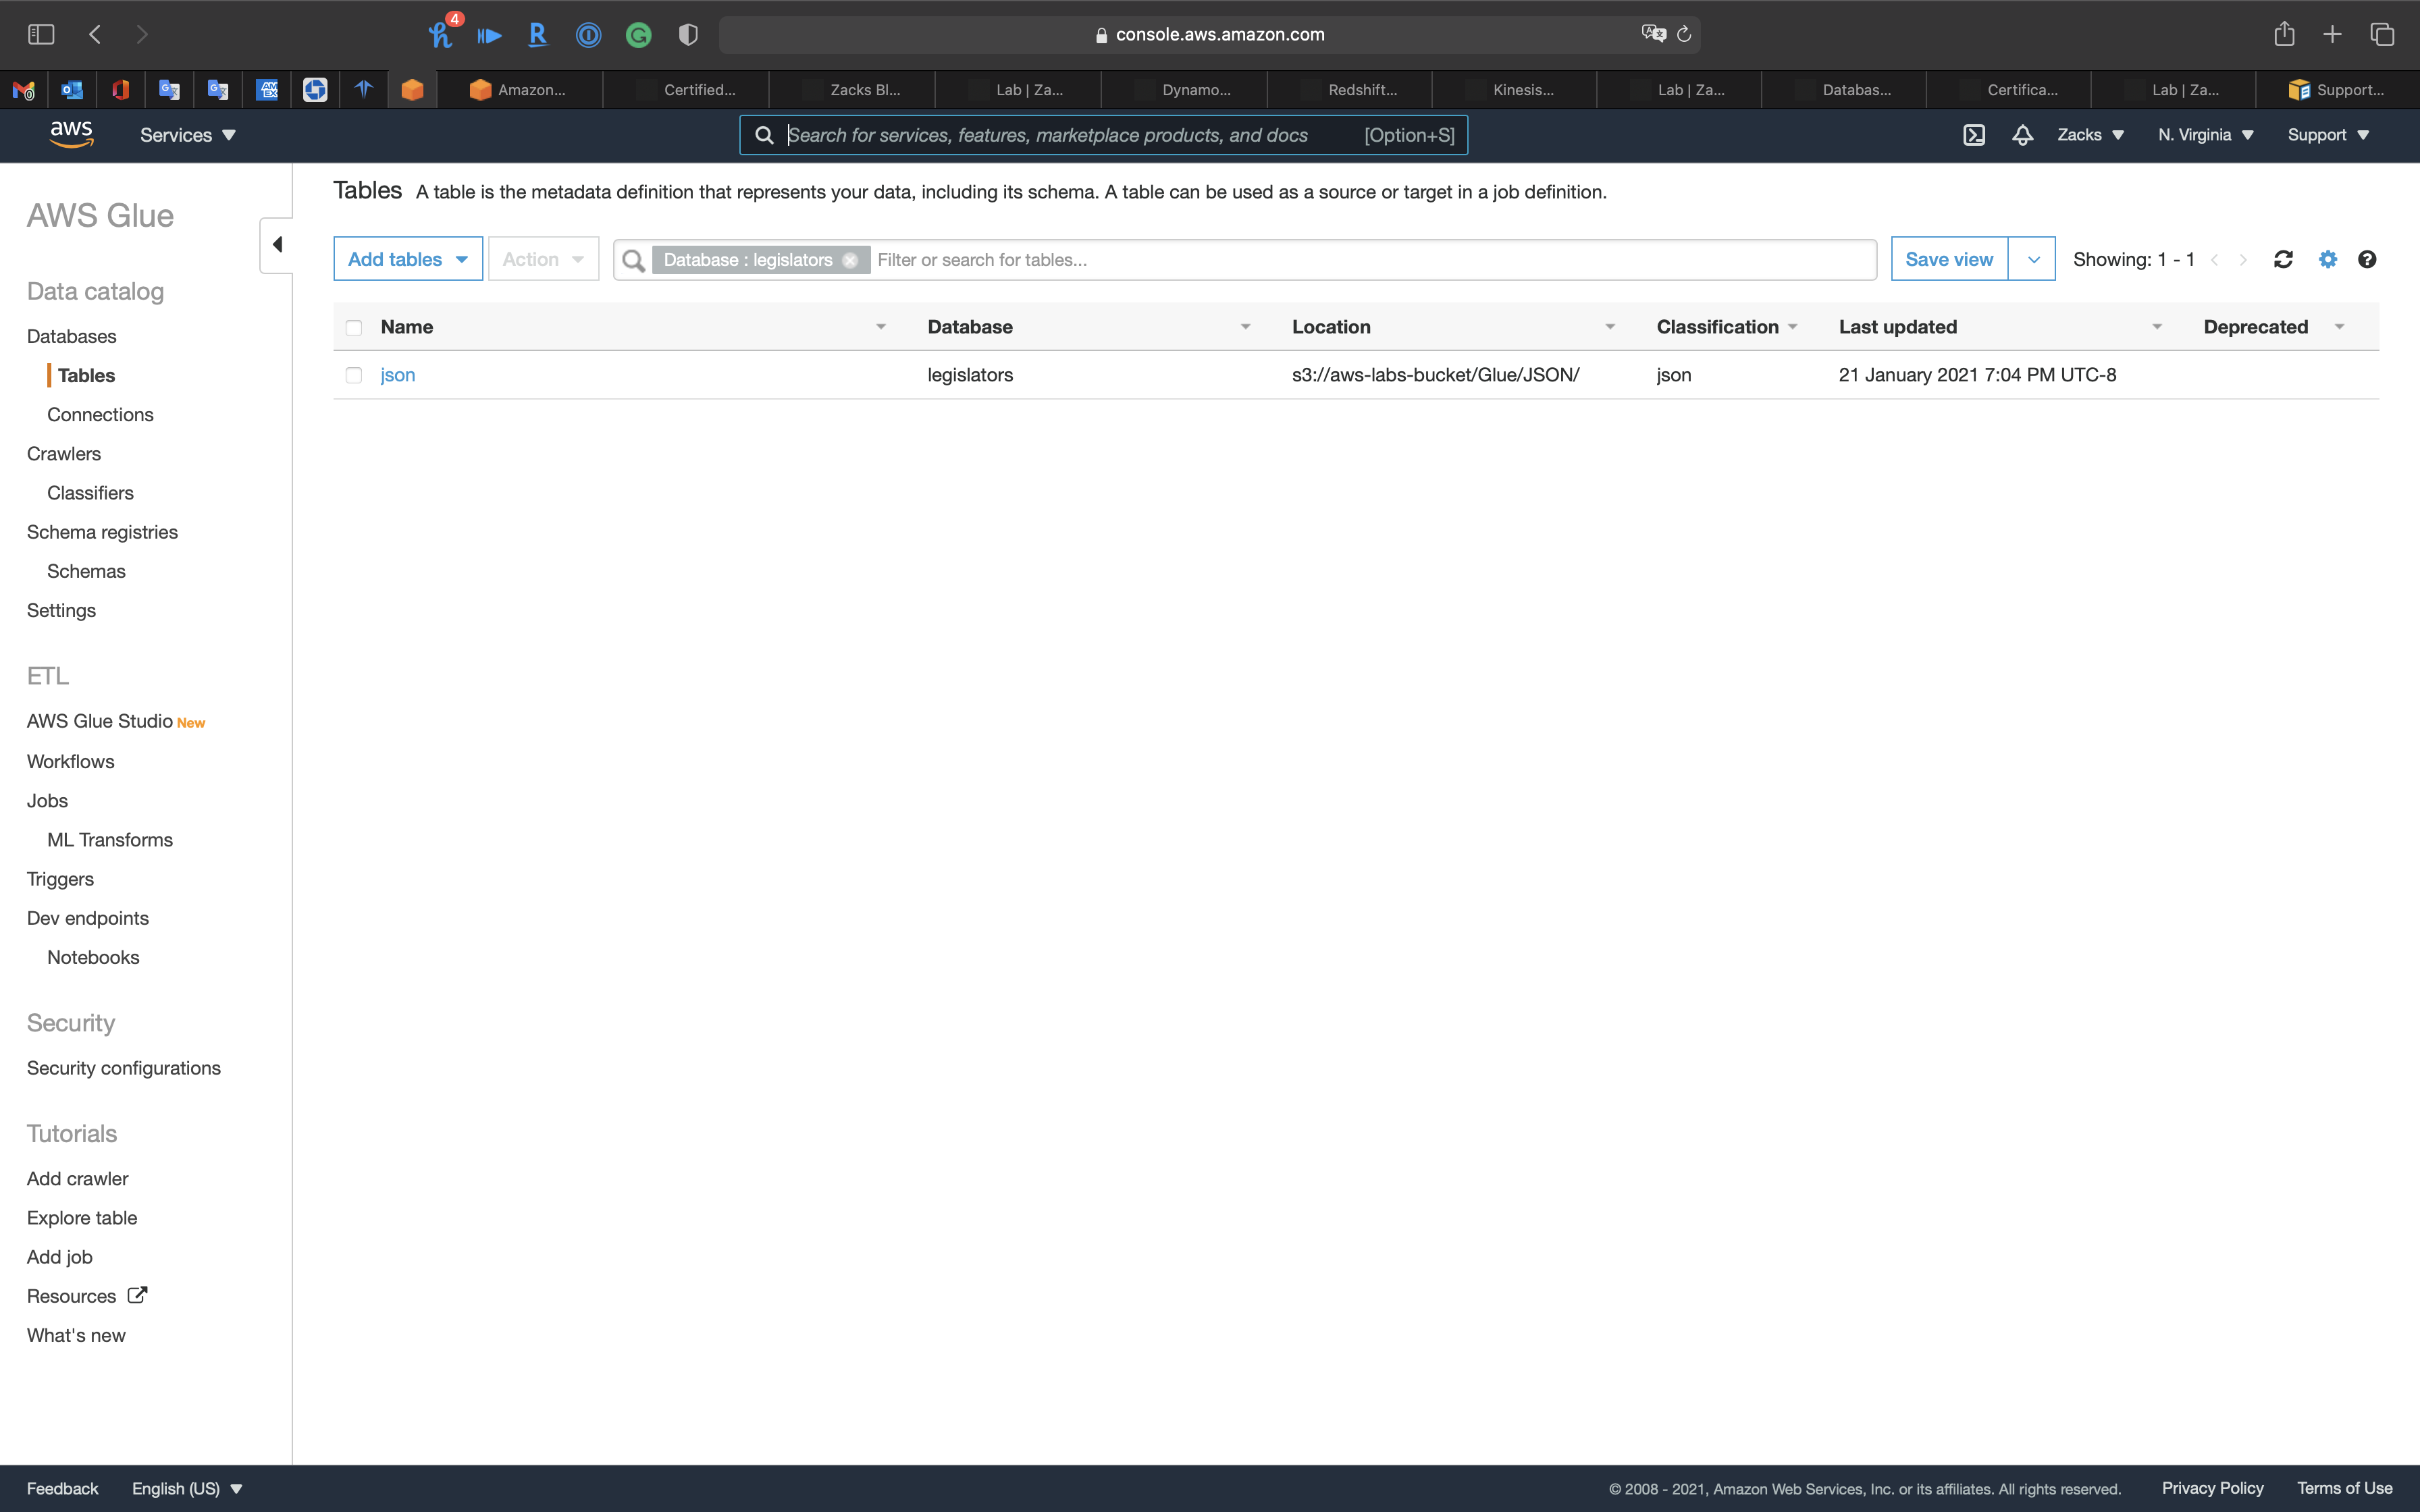 4
console.aws.amazon.com
Amazon...
Certified...
Zacks Bl...
Lab | Za...
Dynamo...
Redshift...
Kinesis...
Lab | Za...
Databas...
Certifica...
Lab | Za...
Support...
aws
Services
Search for services, features, marketplace products, and docs
[Option+S]
Zacks
N. Virginia
Support
AWS Glue
Data catalog
Databases
Tables
Connections
Crawlers
Classifiers
Schema registries
Schemas
Settings
ETL
AWS Glue Studio New
Workflows
Jobs
ML Transforms
Triggers
Dev endpoints
Notebooks
Security
Security configurations
Tutorials
Add crawler
Explore table
Add job
Resources
What's new
Tables A table is the metadata definition that represents your data, including its schema. A table can be used as a source or target in a job definition.
Add tables
Action
Database : legislators
Filter or search for tables...
Save view
Showing: 1 - 1
Name Database Location Classification Last updated Deprecated
json legislators s3://aws-labs-bucket/Glue/JSON/ json 21 January 2021 7:04 PM UTC-8
Feedback
English (US)
© 2008 - 2021, Amazon Web Services, Inc. or its affiliates. All rights reserved.
Privacy Policy
Terms of Use